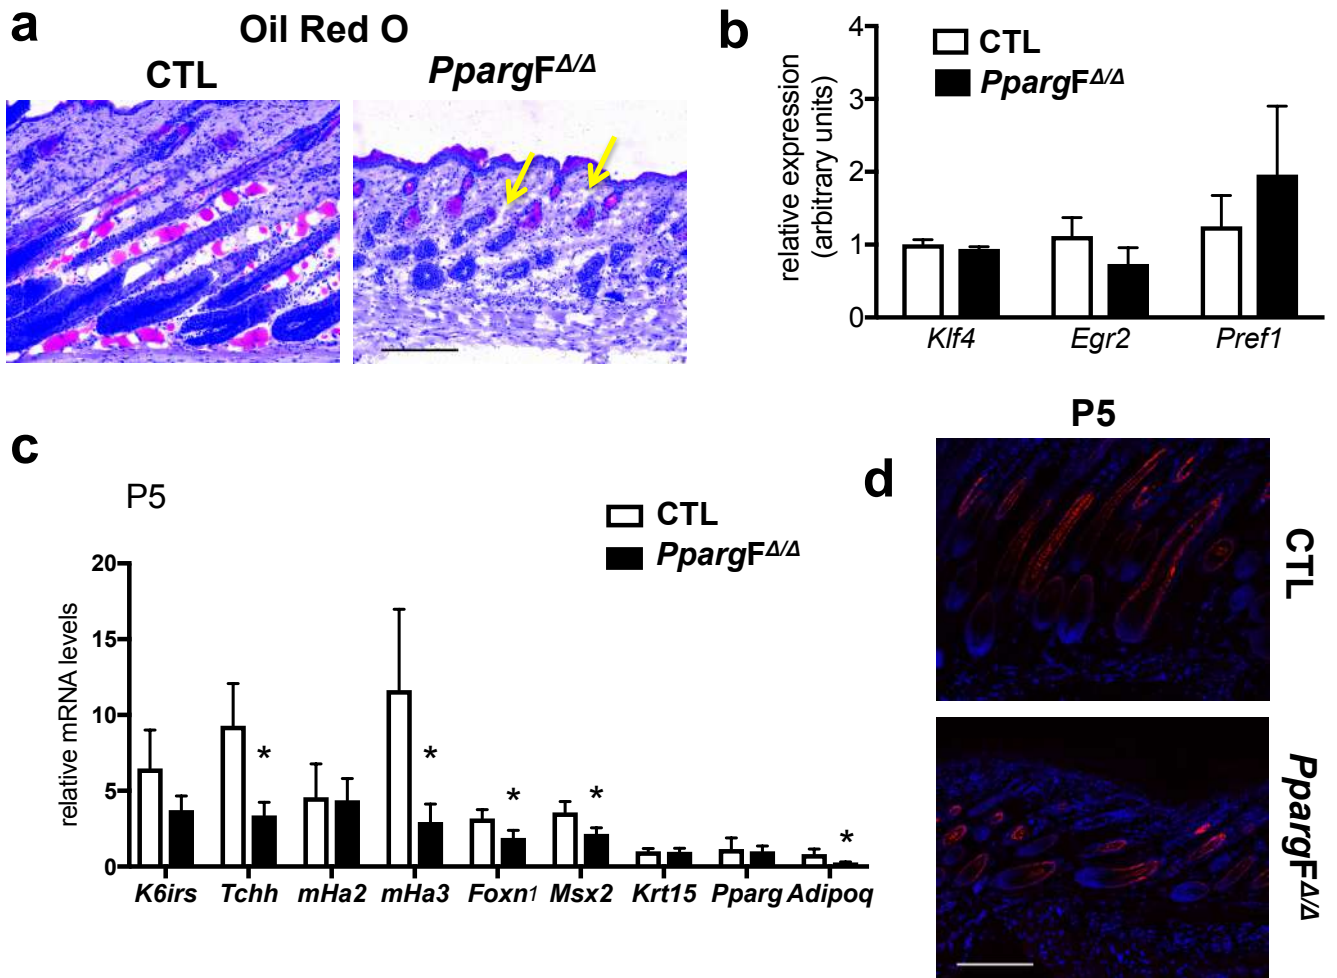 a
Oil Red O
CTL
PpargFΔ/Δ
b
relative expression
(arbitrary units)
4
3
2
1
0
CTL
PpargFΔ/Δ
Klf4 Egr2 Pref1
c
P5
CTL
PpargFΔ/Δ
relative mRNA levels
20
15
10
5
0
* * * * *
K6irs Tchh mHa2 mHa3 Foxn1 Msx2 Krt15 Pparg Adipoq
P5
d
CTL
PpargFΔ/Δ